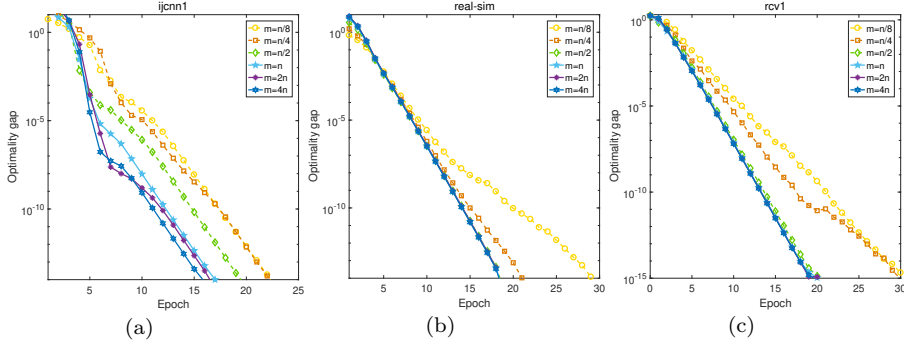 ijcnn1
m=n/8
m=n/4
m=n/2
m=n
m=2n
m=4n
10^0
10^-5
10^-10
Optimality gap
5 10 15 20 25
Epoch
(a)
real-sim
m=n/8
m=n/4
m=n/2
m=n
m=2n
m=4n
10^0
10^-5
10^-10
Optimality gap
5 10 15 20 25 30
Epoch
(b)
rcv1
m=n/8
m=n/4
m=n/2
m=n
m=2n
m=4n
10^0
10^-5
10^-10
10^-15
Optimality gap
0 5 10 15 20 25 30
Epoch
(c)